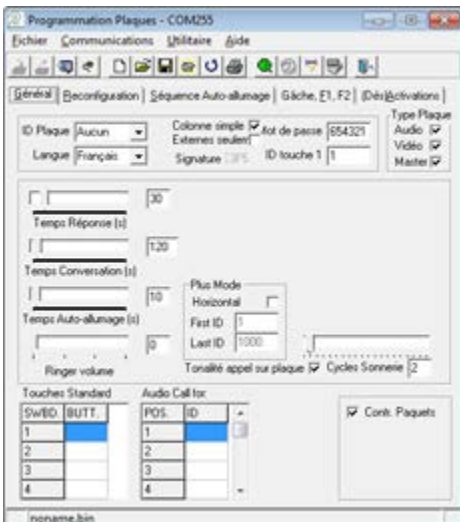 Programmation Plaques - COM255
Fichier Communications Utilitaire Aide
Général Reconfiguration Séquence Auto-allumage Gâche, F1, F2 (Dés)Activations
Type Plaque
ID Plaque Aucun Colonne simple Mot de passe 654321 Audio
Externes seulem Vidéo
Langue Français Signature ID touche 1 1 Master
30
Temps Réponse (s)
120
Temps Conversation (s)
Plus Mode
10 Horizontal
Temps Auto-allumage (s) First ID 1
0 Last ID 1000
Ringer volume Tonalité appel sur plaque Cycles Sonnerie 2
Touches Standard Audio Call for:
SWBD. BUTT. POS. ID Contr. Paquets
1 1
2 2
3 3
4 4
noname.bin